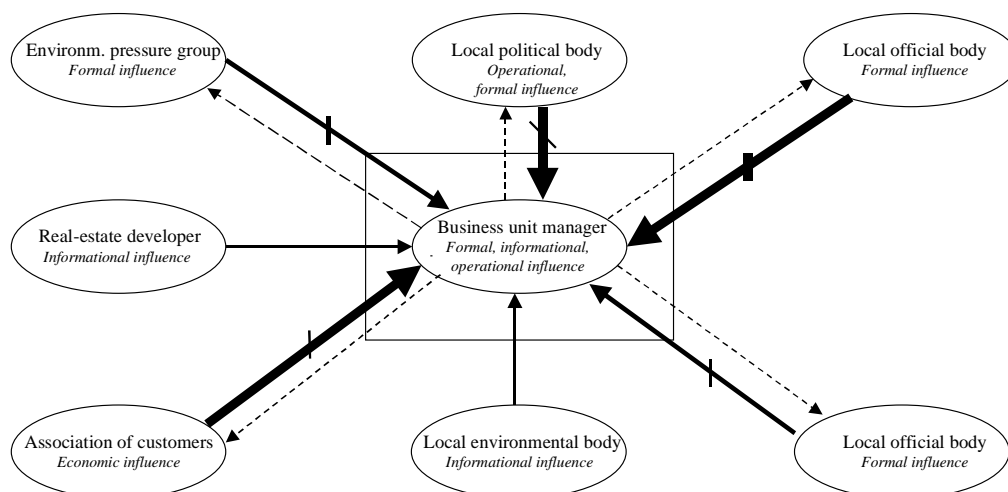 Environm. pressure group
Formal influence
Local political body
Operational,
formal influence
Local official body
Formal influence
Real-estate developer
Informational influence
Business unit manager
Formal, informational,
operational influence
Association of customers
Economic influence
Local environmental body
Informational influence
Local official body
Formal influence